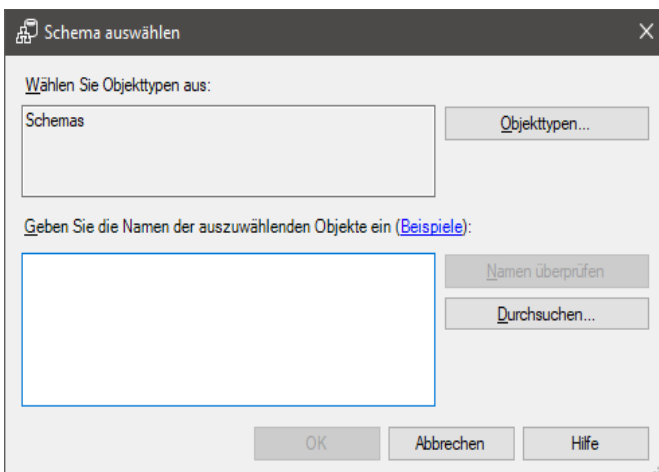 Schema auswählen
Wählen Sie Objekttypen aus:
Schemas
Objekttypen...
Geben Sie die Namen der auszuwählenden Objekte ein (Beispiele):
Namen überprüfen
Durchsuchen...
OK
Abbrechen
Hilfe